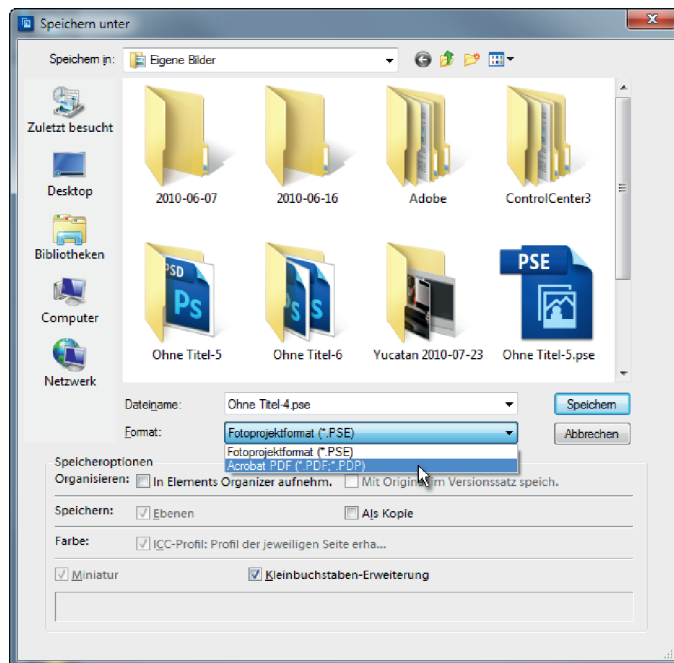 Speichern unter
Speichern in: Eigene Bilder
Zuletzt besucht
Desktop
Bibliotheken
Computer
Netzwerk
2010-06-07 2010-06-16 Adobe ControlCenter3
PSD Ps
Ps
PSE
Ohne Titel-5 Ohne Titel-6 Yucatan 2010-07-23 Ohne Titel-5.pse
Dateiname: Ohne Titel-4.pse Speichern
Format: Fotoprojektformat (*.PSE) Abbrechen
Fotoprojektformat (*.PSE)
Acrobat PDF (*.PDF;*.PDP)
Speicheroptionen
Organisieren: In Elements Organizer aufnehm. Mit Original im Versionssatz speich.
Speichern: Ebenen Als Kopie
Farbe: ICC-Profil: Profil der jeweiligen Seite erha...
Miniatur Kleinbuchstaben-Erweiterung